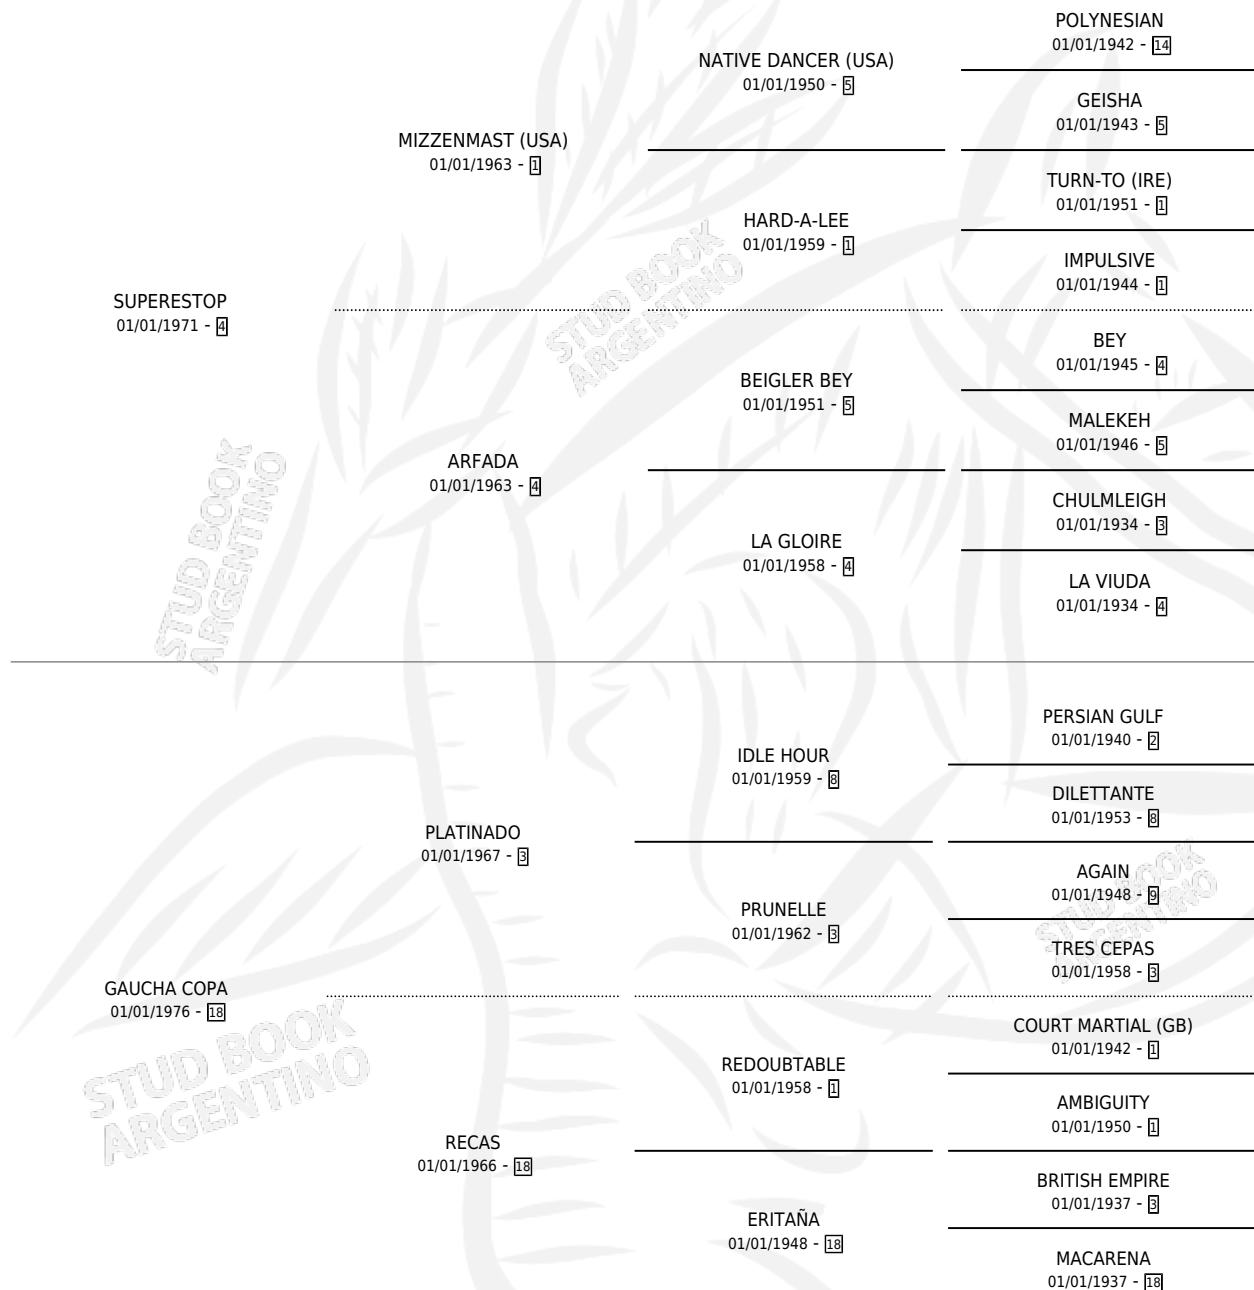 POLYNESIAN
01/01/1942 - 14
NATIVE DANCER (USA)
01/01/1950 - 5
GEISHA
01/01/1943 - 5
MIZZENMAST (USA)
01/01/1963 - 1
TURN-TO (IRE)
01/01/1951 - 1
HARD-A-LEE
01/01/1959 - 1
IMPULSIVE
01/01/1944 - 1
SUPERESTOP
01/01/1971 - 4
BEY
01/01/1945 - 4
BEIGLER BEY
01/01/1951 - 5
MALEKEH
01/01/1946 - 5
ARFADA
01/01/1963 - 4
CHULMLEIGH
01/01/1934 - 3
LA GLOIRE
01/01/1958 - 4
LA VIUDA
01/01/1934 - 4
PERSIAN GULF
01/01/1940 - 2
IDLE HOUR
01/01/1959 - 8
DILETTANTE
01/01/1953 - 8
PLATINADO
01/01/1967 - 3
AGAIN
01/01/1948 - 9
PRUNELLE
01/01/1962 - 3
TRES CEPAS
01/01/1958 - 3
GAUCHA COPA
01/01/1976 - 18
COURT MARTIAL (GB)
01/01/1942 - 1
REDOUBTABLE
01/01/1958 - 1
AMBIGUITY
01/01/1950 - 1
RECAS
01/01/1966 - 18
BRITISH EMPIRE
01/01/1937 - 3
ERITAÑA
01/01/1948 - 18
MACARENA
01/01/1937 - 18
STUD BOOK
ARGENTINO
STUD BOOK
ARGENTINO
STUD BOOK
ARGENTINO
STUD BOOK
ARGENTINO